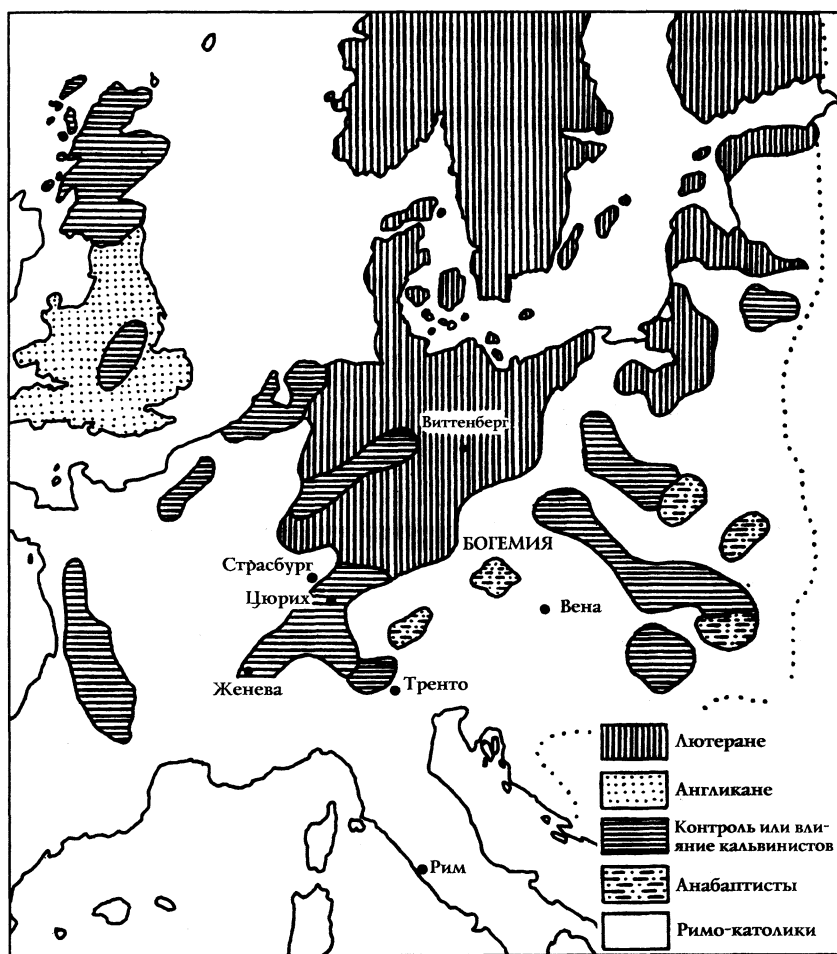 Виттенберг
БОГЕМИЯ
Страсбург
Цюрих
Вена
Женева
Тренто
Рим
Лютеране
Англикане
Контроль или вли-
яние кальвинистов
Анабаптисты
Римо-католики